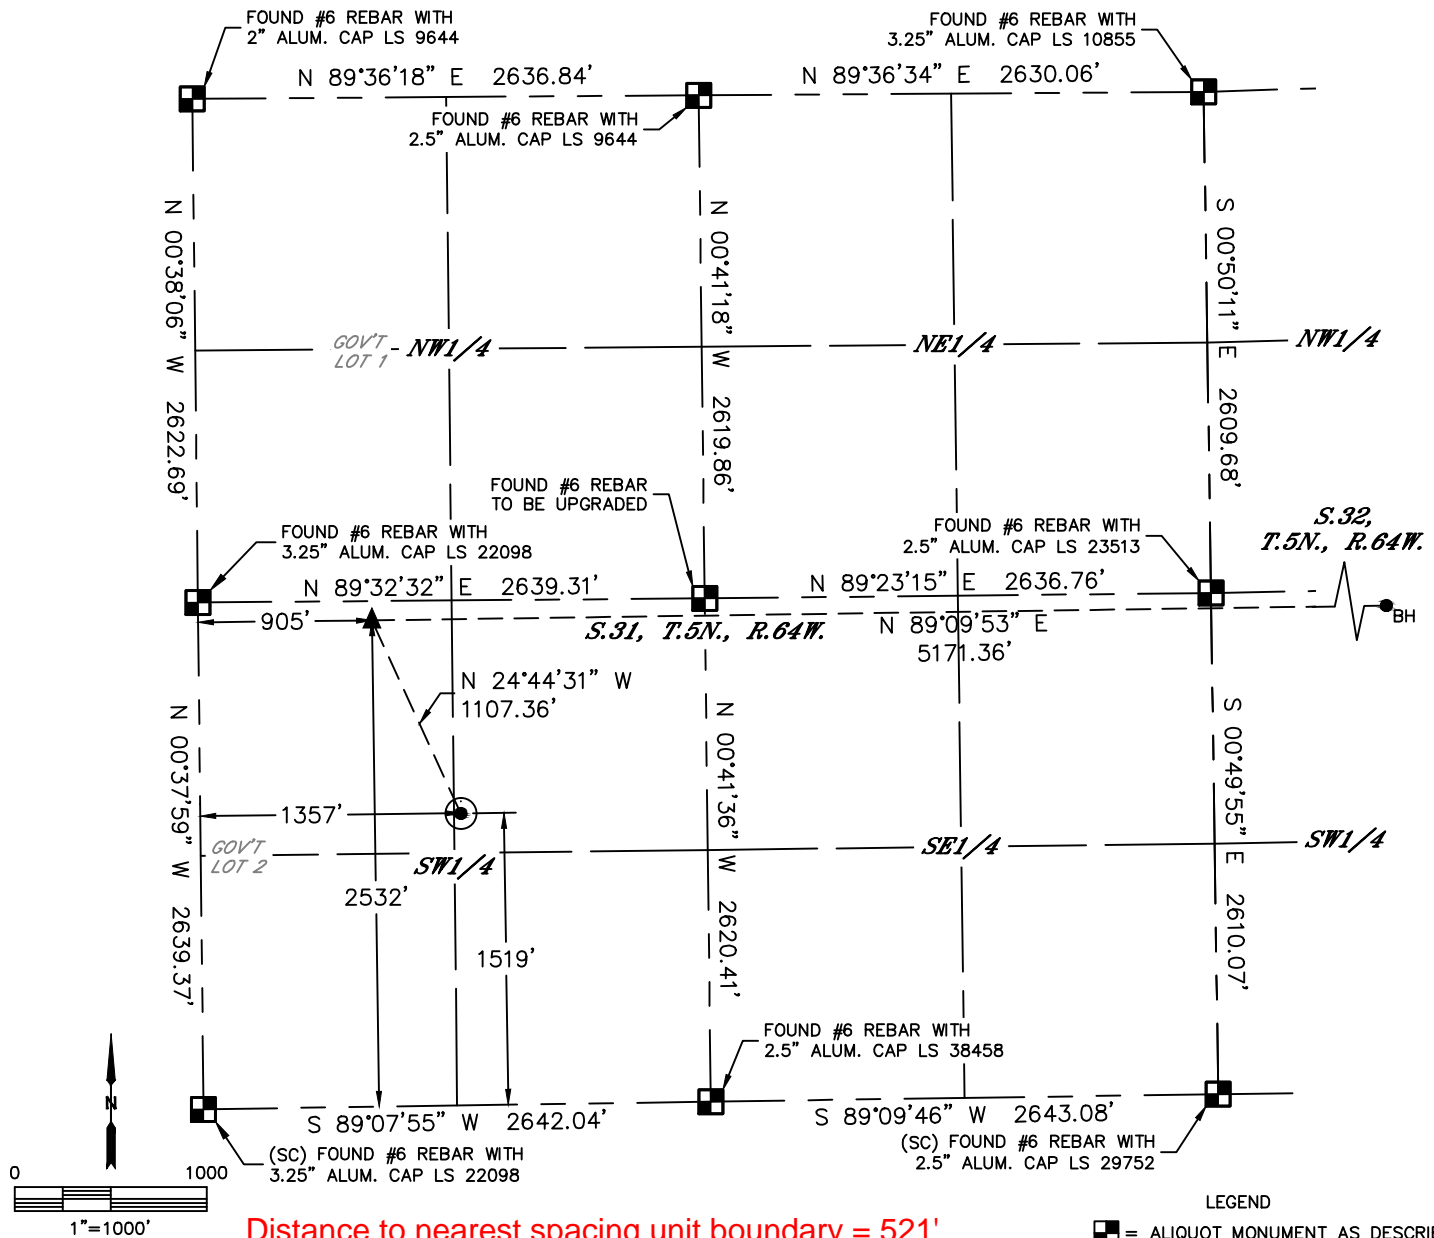 FOUND #6 REBAR WITH
2" ALUM. CAP LS 9644
FOUND #6 REBAR WITH
3.25" ALUM. CAP LS 10855
N 89°36'18" E 2636.84'
N 89°36'34" E 2630.06'
FOUND #6 REBAR WITH
2.5" ALUM. CAP LS 9644
N 00°38'06" W 2622.69'
N 00°41'18" W 2619.86'
S 00°50'11" E 2609.68'
GOV'T
LOT 1
NW1/4
NE1/4
NW1/4
FOUND #6 REBAR
TO BE UPGRADED
FOUND #6 REBAR WITH
3.25" ALUM. CAP LS 22098
FOUND #6 REBAR WITH
2.5" ALUM. CAP LS 23513
S.32,
T.5N., R.64W.
N 89°32'32" E 2639.31'
N 89°23'15" E 2636.76'
905'
S.31, T.5N., R.64W.
N 89°09'53" E
5171.36'
BH
N 24°44'31" W
1107.36'
N 00°37'59" W 2639.37'
N 00°41'36" W 2620.41'
S 00°49'55" E 2610.07'
1357'
GOV'T
LOT 2
SW1/4
SE1/4
SW1/4
2532'
1519'
FOUND #6 REBAR WITH
2.5" ALUM. CAP LS 38458
N
S 89°07'55" W 2642.04'
S 89°09'46" W 2643.08'
(SC) FOUND #6 REBAR WITH
3.25" ALUM. CAP LS 22098
(SC) FOUND #6 REBAR WITH
2.5" ALUM. CAP LS 29752
0 1000
1"=1000'
LEGEND
Distance to nearest spacing unit boundary = 521'
= ALIQUOT MONUMENT AS DESCRI